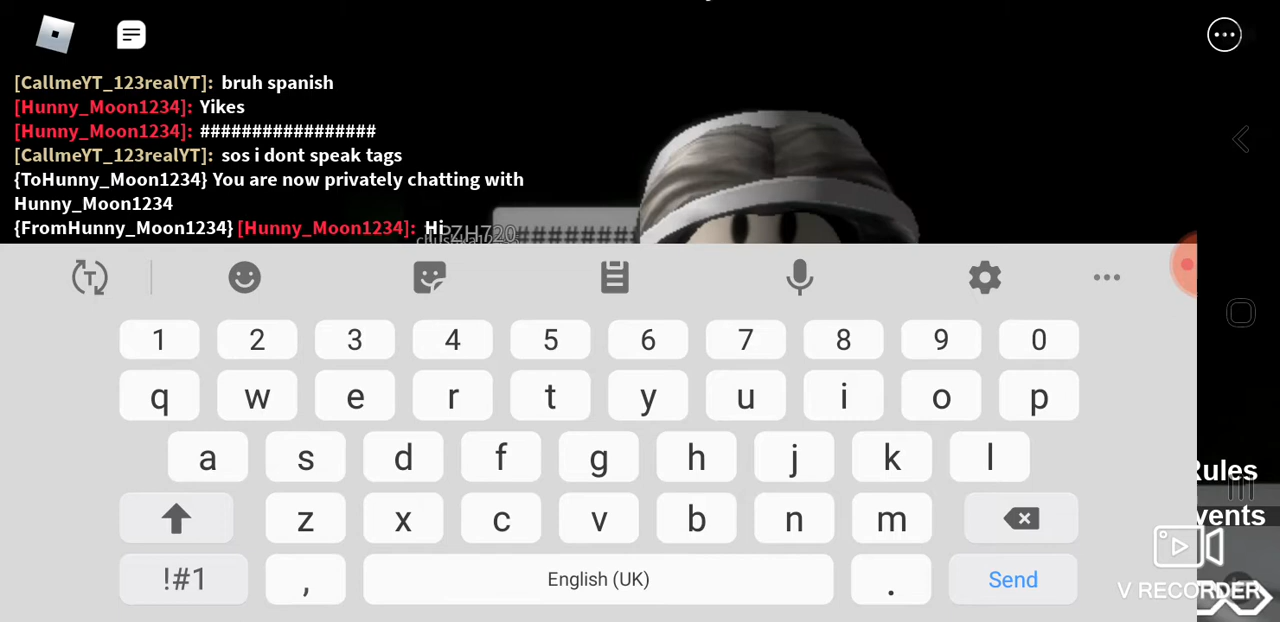 [CallmeYT_123realYT]: bruh spanish
[Hunny_Moon1234]: Yikes
[Hunny_Moon1234]: #################
[CallmeYT_123realYT]: sos i dont speak tags
{ToHunny_Moon1234} You are now privately chatting with
Hunny_Moon1234
{FromHunny_Moon1234} [Hunny_Moon1234]: Hi
T
1 2 3 4 5 6 7 8 9 0
q w e r t y u i o p
a s d f g h j k l
Rules
z x c v b n m
vents
!#1 , English (UK) . Send
V RECORDER